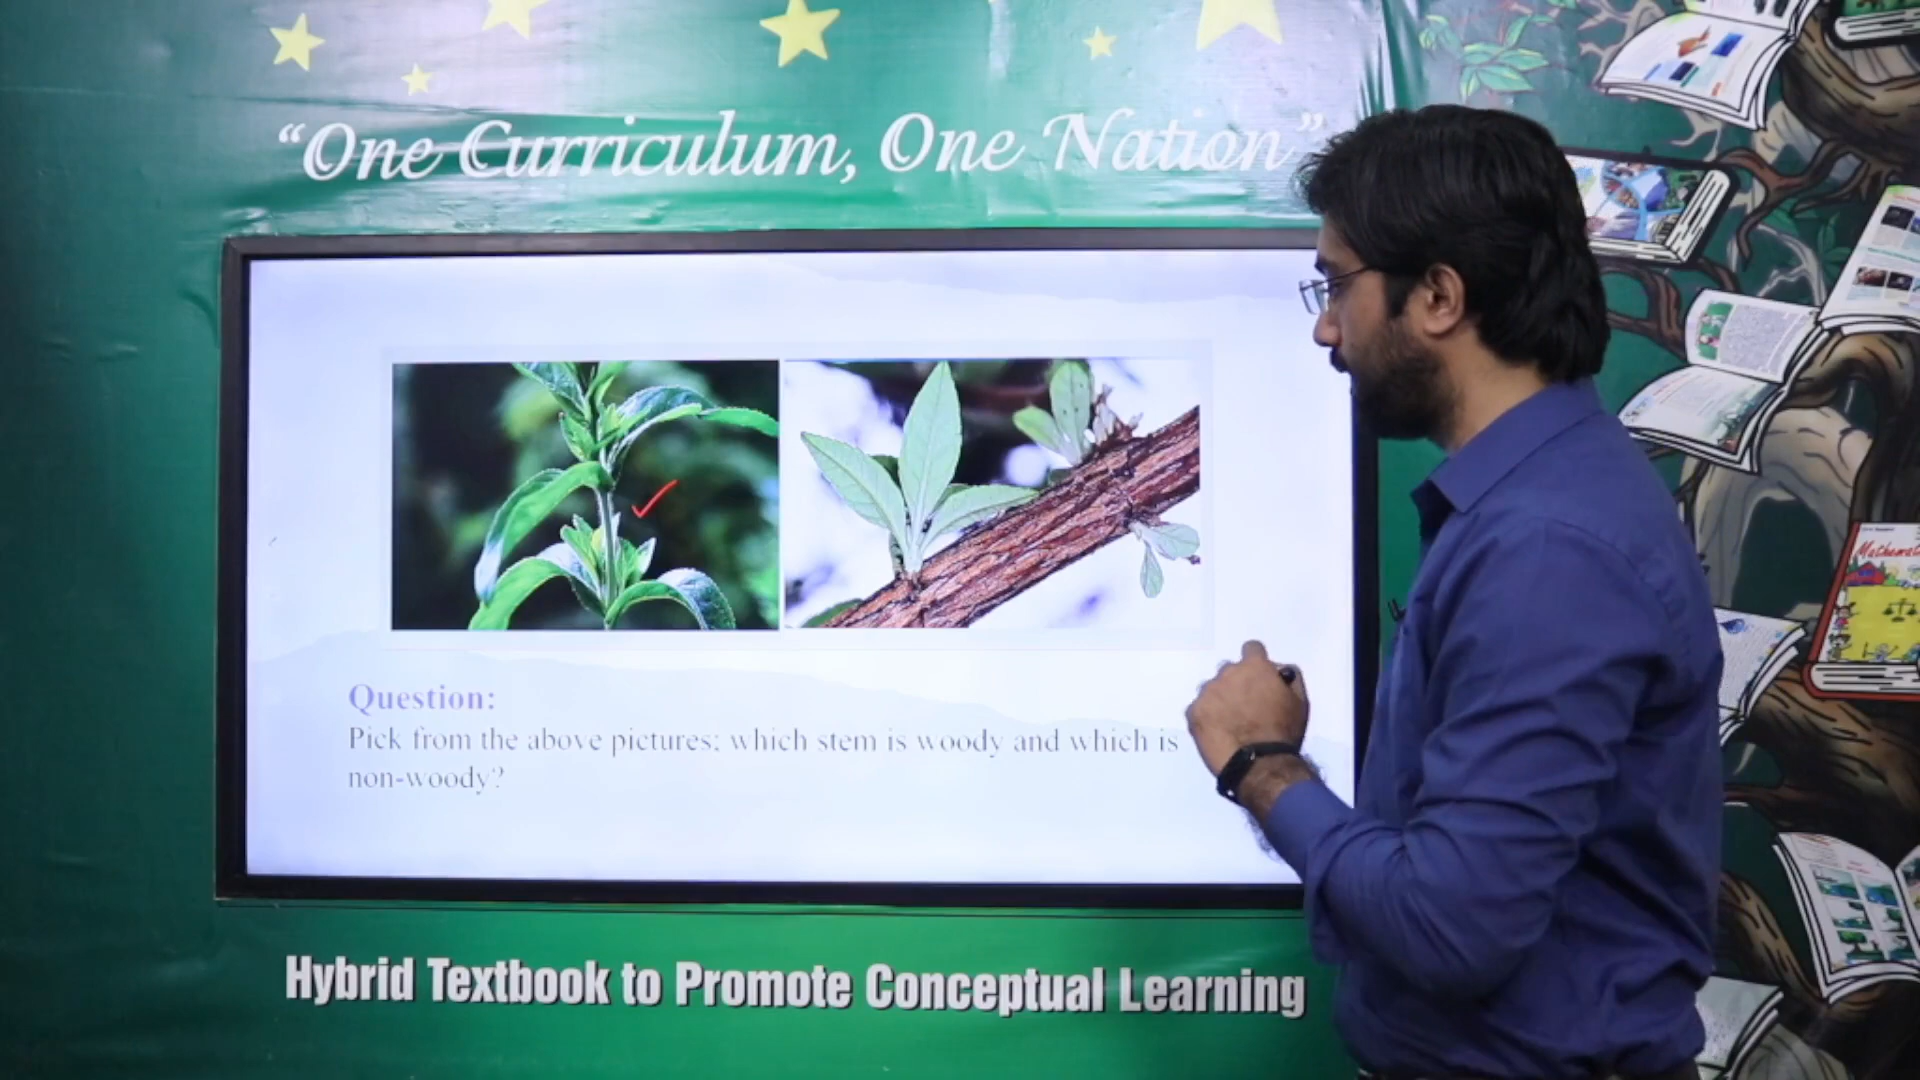 “One Curriculum, One Nation”
Question:
Pick from the above pictures; which stem is woody and which is
non-woody?
Hybrid Textbook to Promote Conceptual Learning